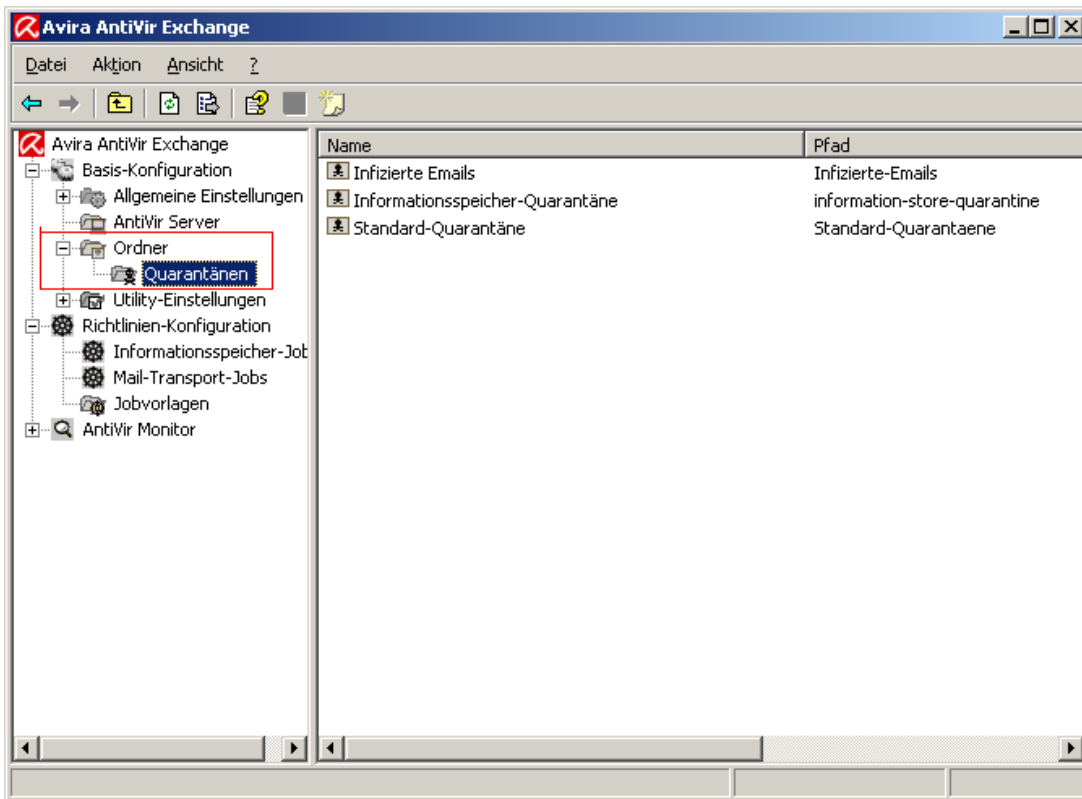 Avira AntiVir Exchange
Datei Aktion Ansicht ?
Avira AntiVir Exchange
Basis-Konfiguration
Allgemeine Einstellungen
AntiVir Server
Ordner
Quarantänen
Utility-Einstellungen
Richtlinien-Konfiguration
Informationsspeicher-Job
Mail-Transport-Jobs
Jobvorlagen
AntiVir Monitor
Name Pfad
Infizierte Emails Infizierte-Emails
Informationsspeicher-Quarantäne information-store-quarantine
Standard-Quarantäne Standard-Quarantaene